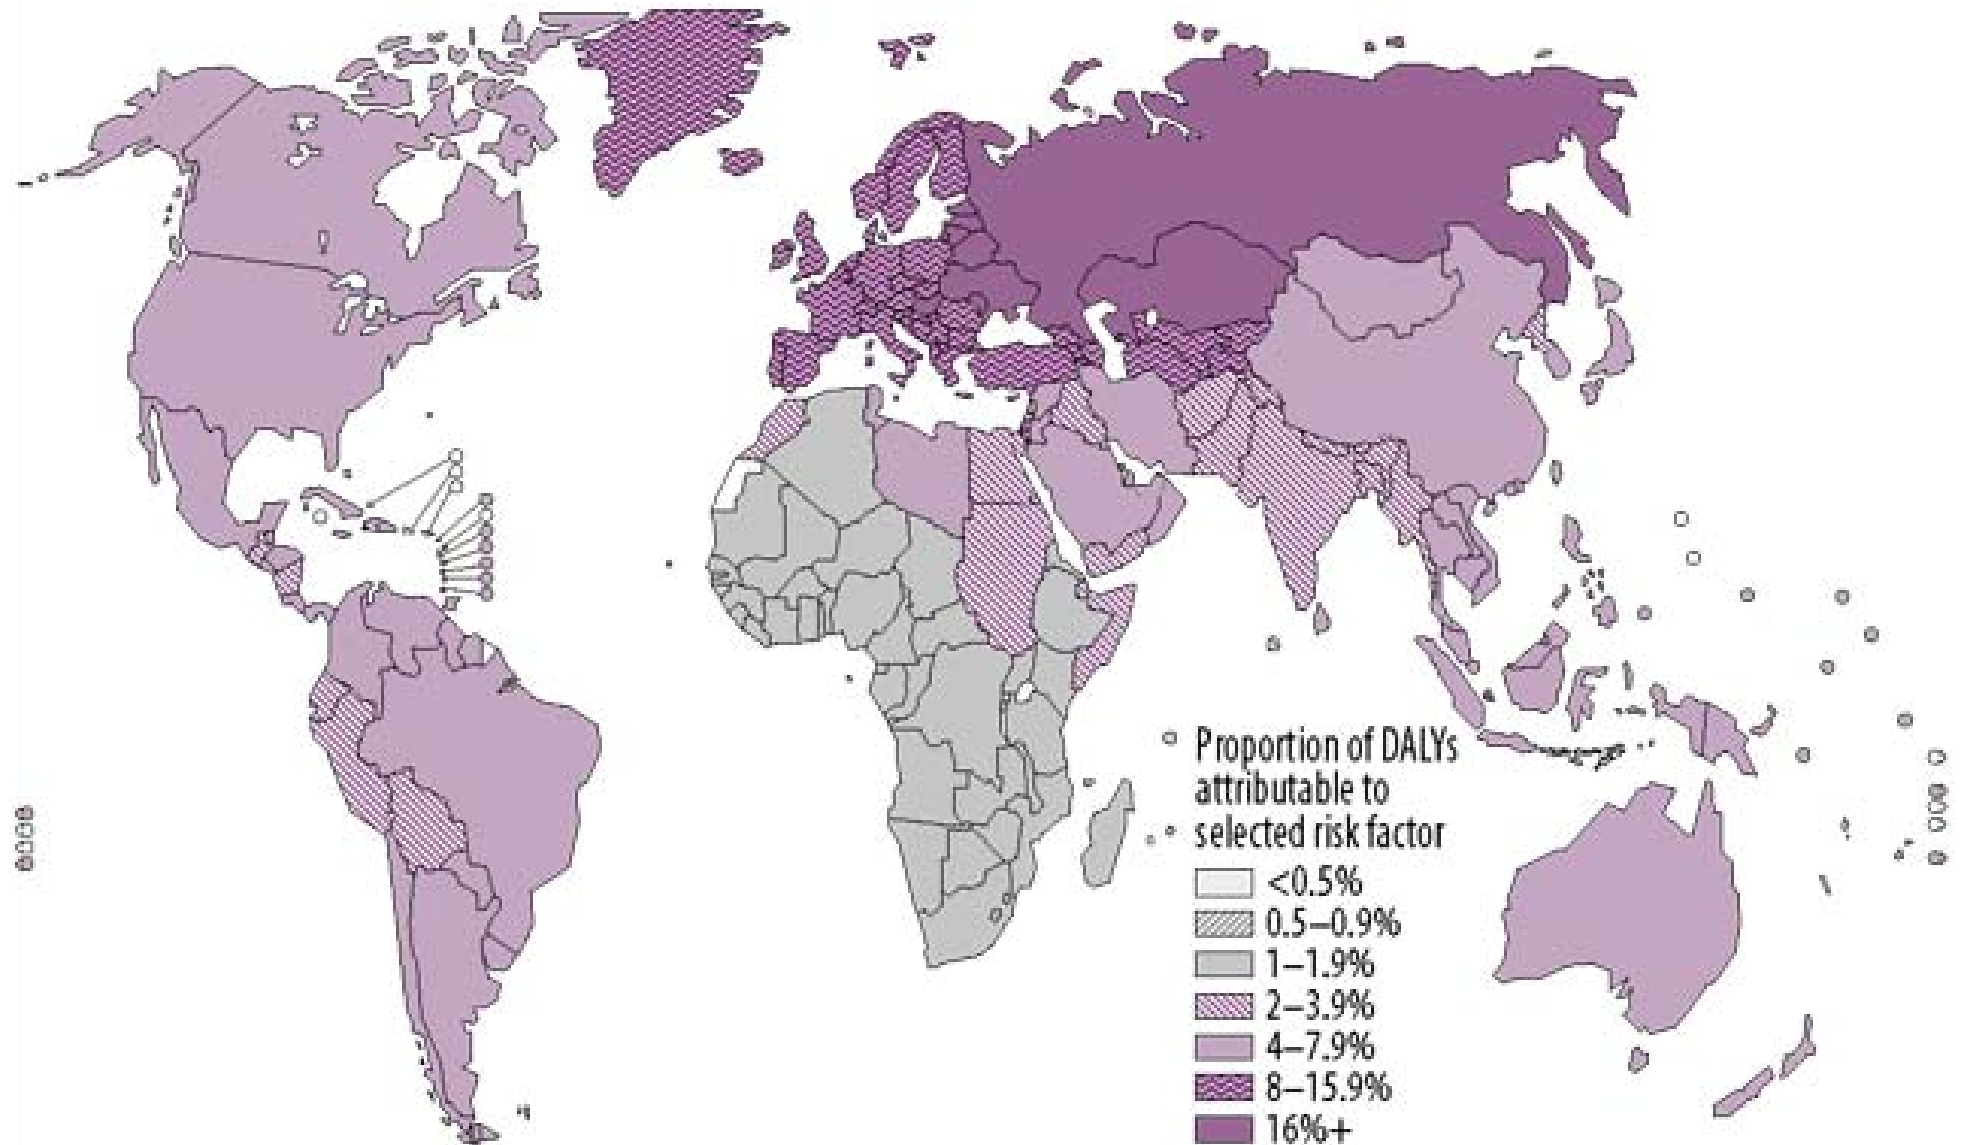 Proportion of DALYs
attributable to
selected risk factor
<0.5%
0.5–0.9%
1–1.9%
2–3.9%
4–7.9%
8–15.9%
16%+